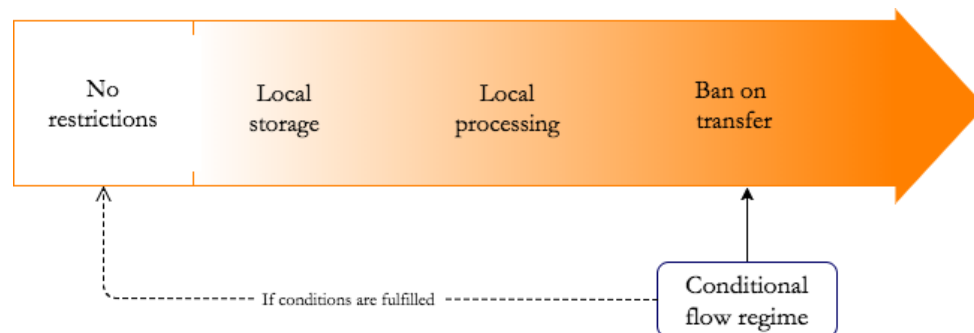 No
restrictions
Local
storage
Local
processing
Ban on
transfer
If conditions are fulfilled
Conditional
flow regime